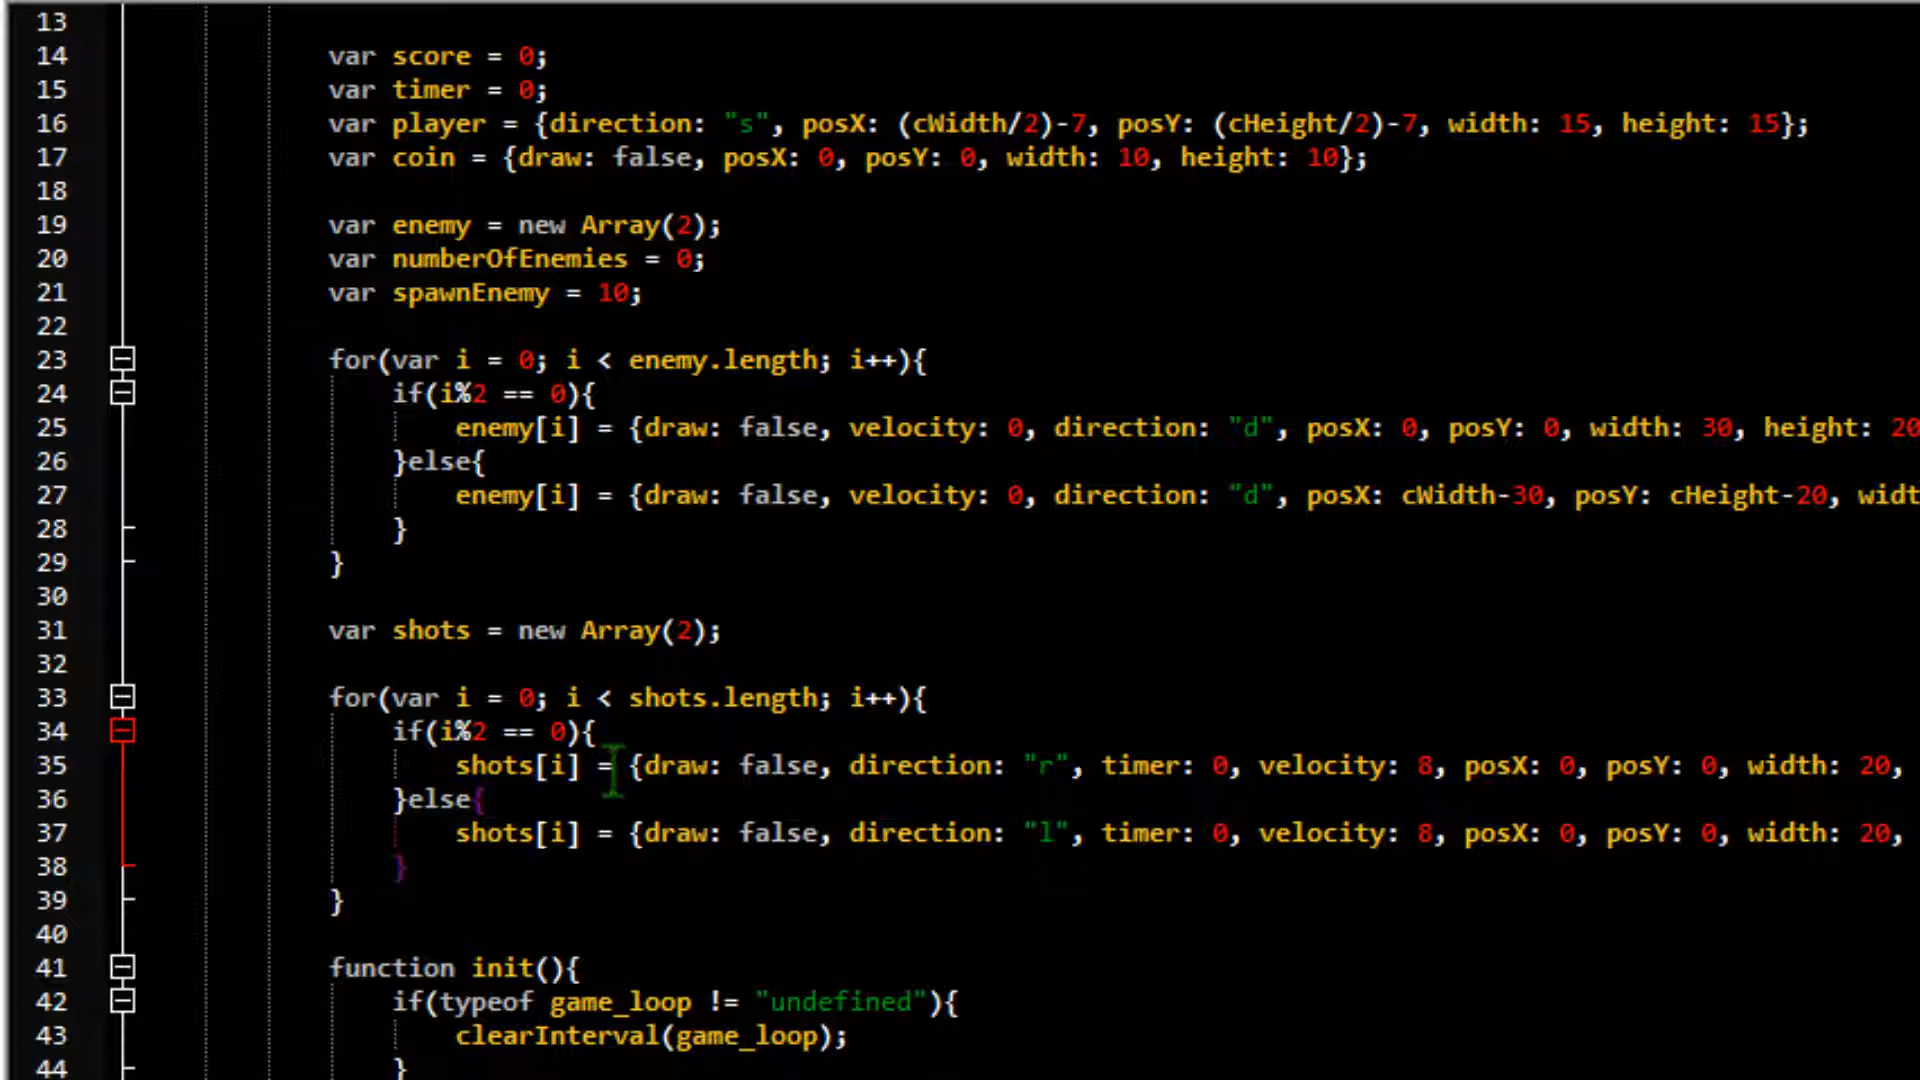 13
14 var score = 0;
15 var timer = 0;
16 var player = {direction: "s", posX: (cWidth/2)-7, posY: (cHeight/2)-7, width: 15, height: 15};
17 var coin = {draw: false, posX: 0, posY: 0, width: 10, height: 10};
18
19 var enemy = new Array(2);
20 var numberOfEnemies = 0;
21 var spawnEnemy = 10;
22
23 for(var i = 0; i < enemy.length; i++){
24 if(i%2 == 0){
25 enemy[i] = {draw: false, velocity: 0, direction: "d", posX: 0, posY: 0, width: 30, height: 20
26 }else{
27 enemy[i] = {draw: false, velocity: 0, direction: "d", posX: cWidth-30, posY: cHeight-20, widt
28 }
29 }
30
31 var shots = new Array(2);
32
33 for(var i = 0; i < shots.length; i++){
34 if(i%2 == 0){
35 shots[i] = {draw: false, direction: "r", timer: 0, velocity: 8, posX: 0, posY: 0, width: 20,
36 }else{
37 shots[i] = {draw: false, direction: "l", timer: 0, velocity: 8, posX: 0, posY: 0, width: 20,
38 }
39 }
40
41 function init(){
42 if(typeof game_loop != "undefined"){
43 clearInterval(game_loop);
44 }